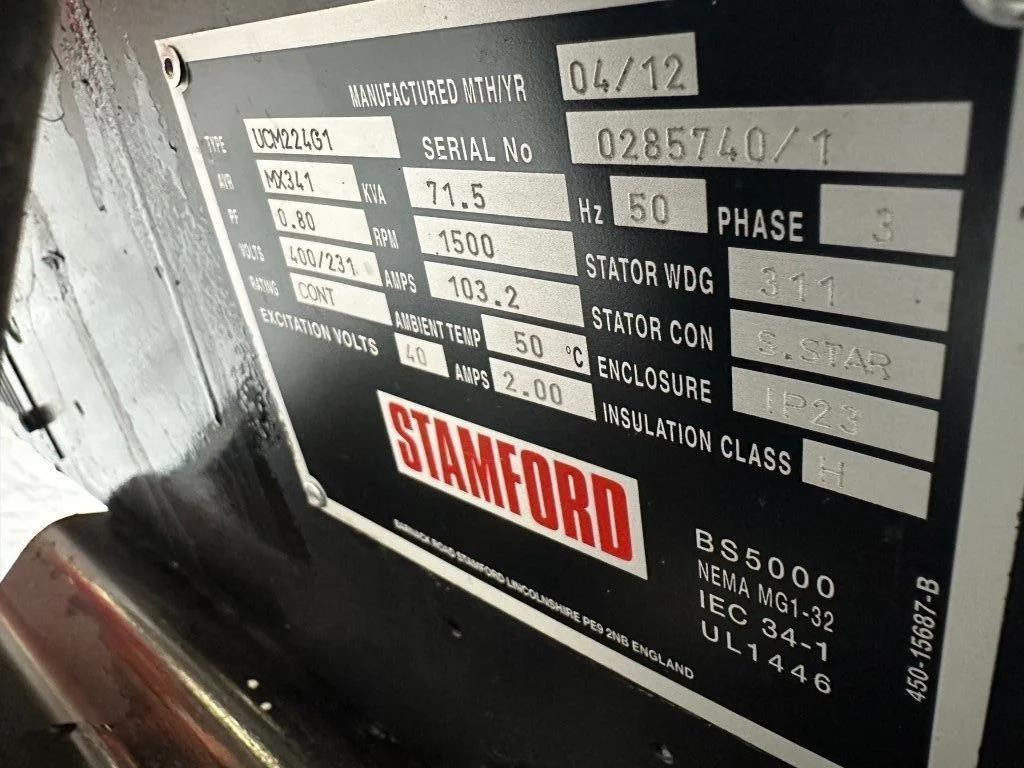 MANUFACTURED MTH/YR 04/12
TYPE UCM224G1 SERIAL No 0285740/1
AVR MX341 KVA 71.5 Hz 50 PHASE 3
PF 0.80 RPM 1500 STATOR WDG 311
VOLTS 400/231 AMPS 103.2 STATOR CON S.STAR
RATING CONT AMBIENT TEMP 50 °C ENCLOSURE IP23
EXCITATION VOLTS 40 AMPS 2.00 INSULATION CLASS H
STAMFORD
BARNACK ROAD STAMFORD LINCOLNSHIRE PE9 2NB ENGLAND
BS5000
NEMA MG1-32
IEC 34-1
UL1446
450-15687-B